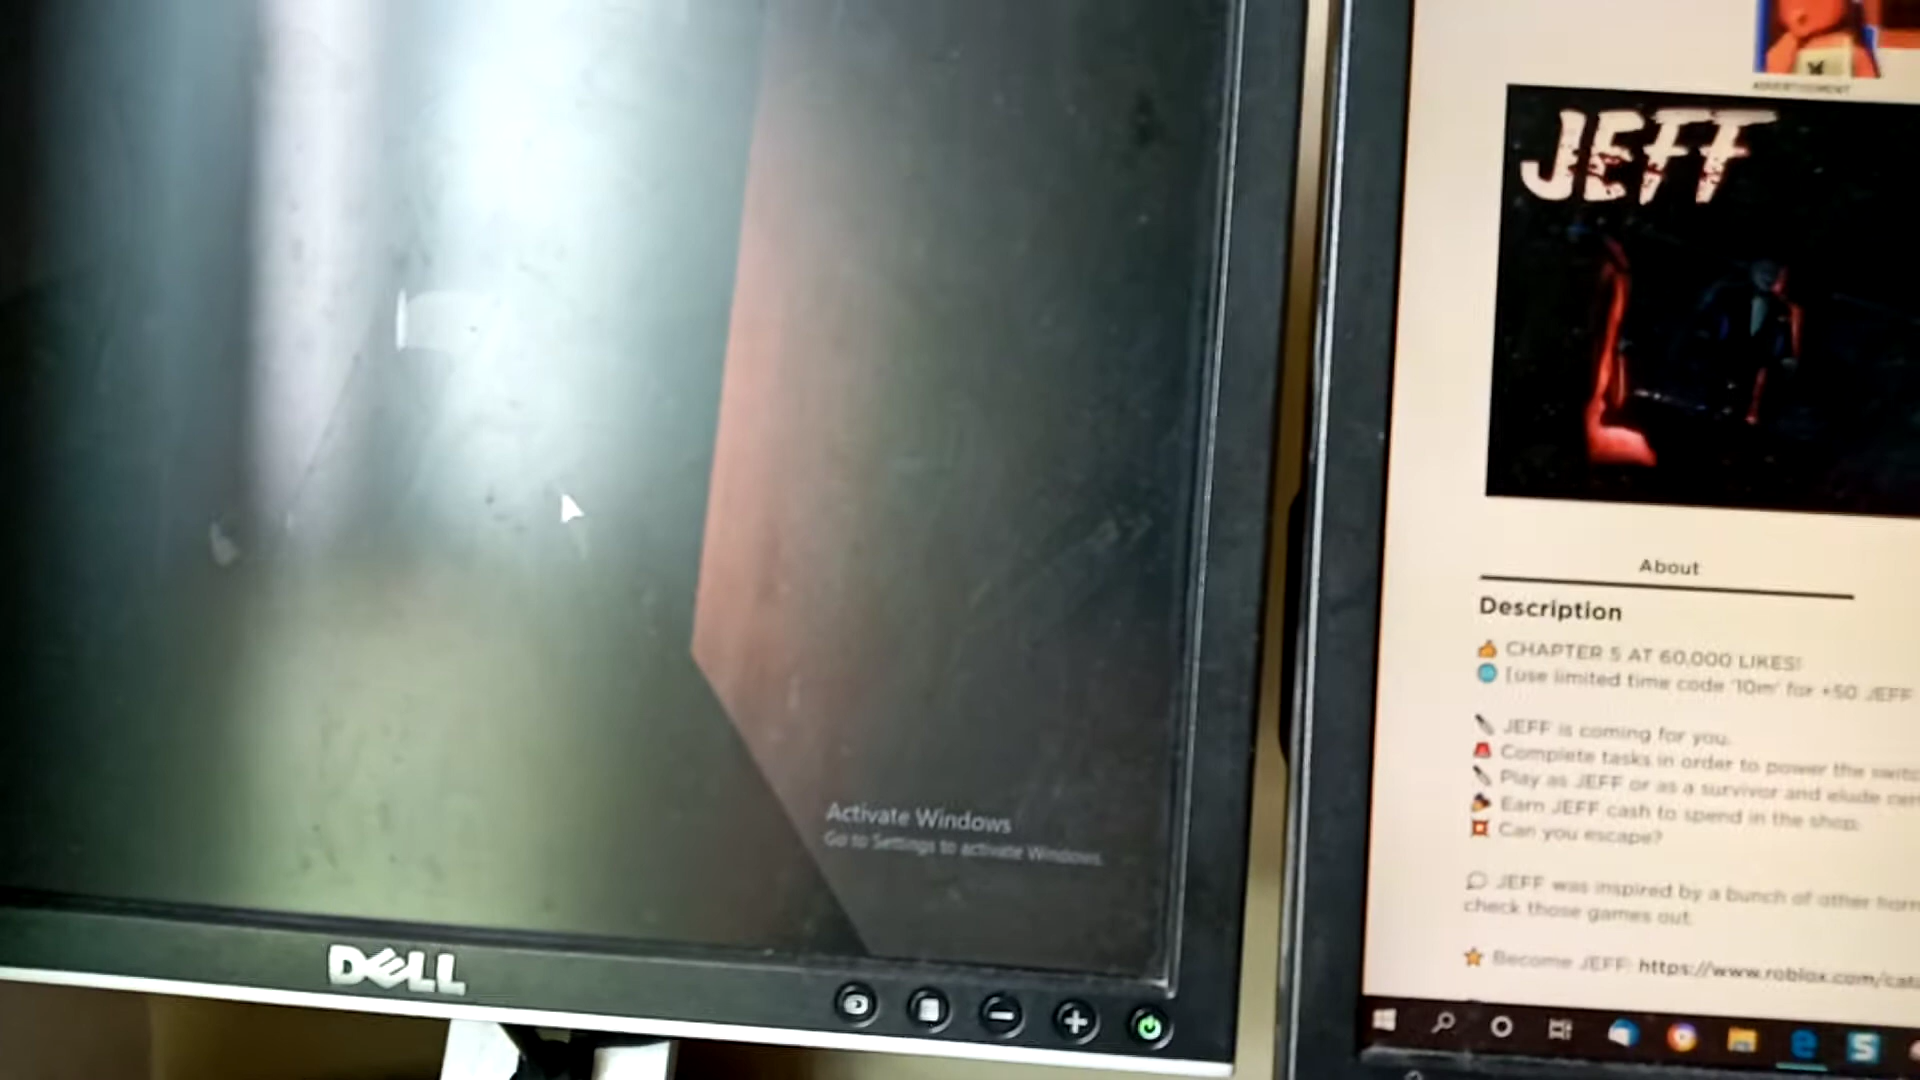 Activate Windows
Go to Settings to activate Windows.
DELL
ADVERTISEMENT
JEFF
About
Description
👍 CHAPTER 5 AT 60,000 LIKES!
[use limited time code '10m' for +50 JEFF
JEFF is coming for you.
Complete tasks in order to power the
Play as JEFF or as a survivor and elude
Earn JEFF cash to spend in the shop.
Can you escape?
JEFF was inspired by a bunch of other
check those games out.
Become JEFF: https://www.roblox.com/cata